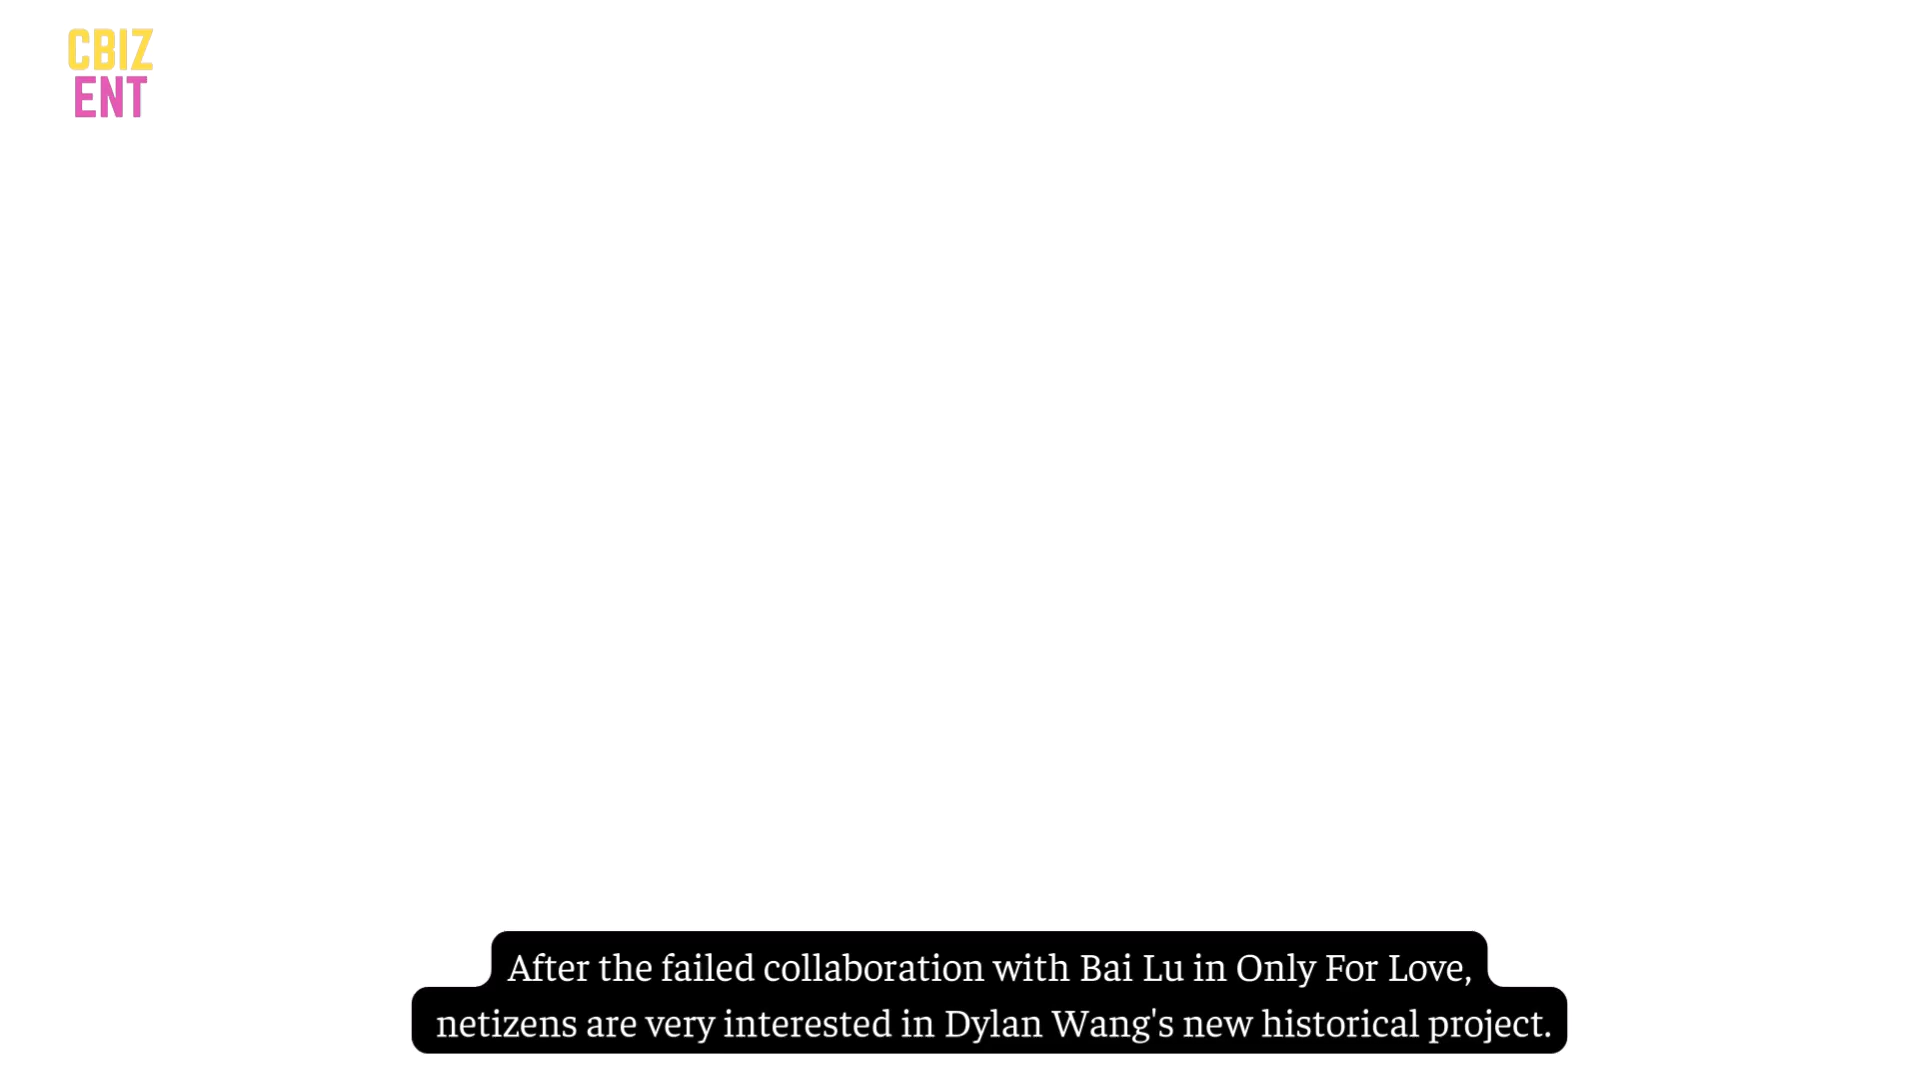 CBIZ
ENT
After the failed collaboration with Bai Lu in Only For Love,
netizens are very interested in Dylan Wang's new historical project.